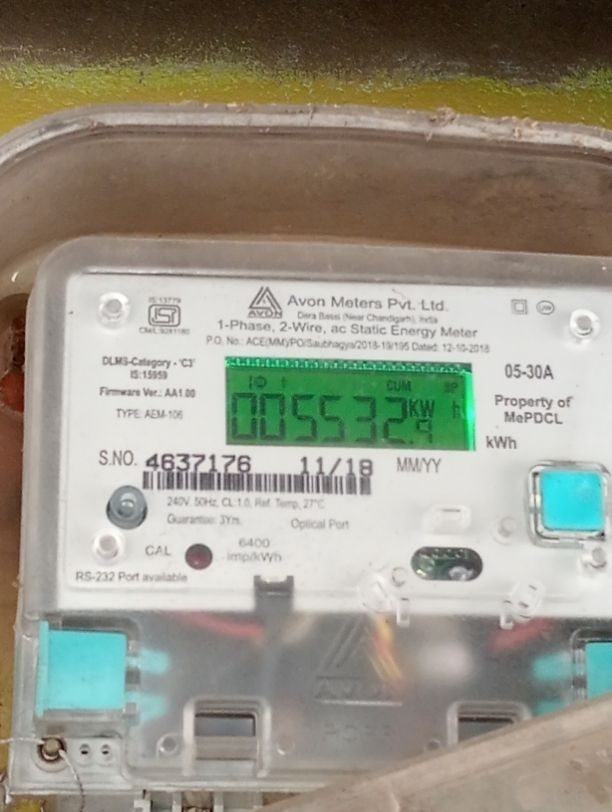 IS:13779
ISI
CM/L:9281180
AVON
Avon Meters Pvt. Ltd.
Dera Bassi (Near Chandigarh), India
1-Phase, 2-Wire, ac Static Energy Meter
P.O. No.: ACE(MM)/PO/Saubhagya/2018-19/195 Dated: 12-10-2018
DLMS-Category - 'C3'
IS:15959
Firmware Ver.: AA1.00
TYPE: AEM-106
CUM
005532.9 KW h
05-30A
Property of
MePDCL
kWh
S.NO. 4637176 11/18 MM/YY
240V, 50Hz, CL:1.0, Ref. Temp, 27°C
Guarantee: 3Yrn. Optical Port
CAL
6400
imp/kWh
RS-232 Port available
AVON